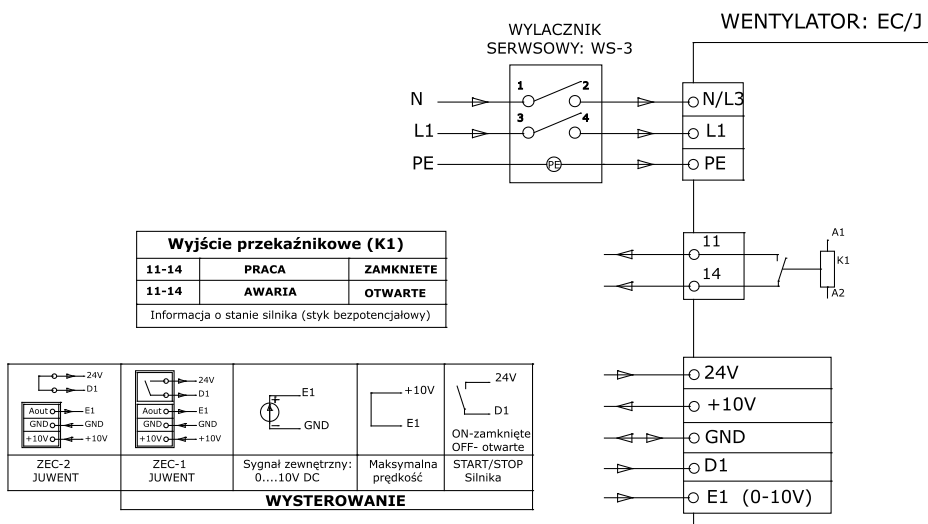 WENTYLATOR: EC/J
WYLACZNIK
SERWSOWY: WS-3
1 2
N N/L3
3 4
L1 L1
PE PE PE
Wyjście przekaźnikowe (K1)
11-14 PRACA ZAMKNIETE
11-14 AWARIA OTWARTE
Informacja o stanie silnika (styk bezpotencjałowy)
11
14
A1
K1
A2
24V
D1
Aout E1
GND GND
+10V +10V
ZEC-2
JUWENT
24V
D1
Aout E1
GND GND
+10V +10V
ZEC-1
JUWENT
+ E1
- GND
Sygnał zewnętrzny:
0....10V DC
+10V
E1
Maksymalna
prędkość
24V
D1
ON-zamknięte
OFF- otwarte
START/STOP
Silnika
WYSTEROWANIE
24V
+10V
GND
D1
E1 (0-10V)